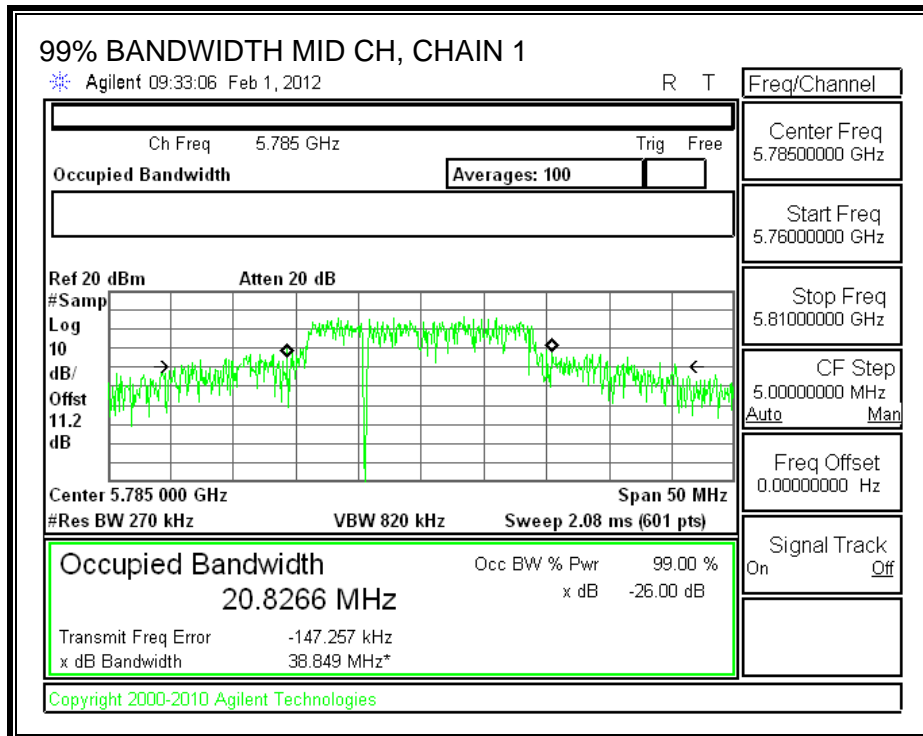 99% BANDWIDTH MID CH, CHAIN 1
Agilent 09:33:06 Feb 1, 2012 R T
Freq/Channel
Ch Freq 5.785 GHz Trig Free
Occupied Bandwidth Averages: 100
Center Freq
5.78500000 GHz
Start Freq
5.76000000 GHz
Stop Freq
5.81000000 GHz
CF Step
5.00000000 MHz
Auto Man
Freq Offset
0.00000000 Hz
Signal Track
On Off
Ref 20 dBm Atten 20 dB
#Samp
Log
10
dB/
Offst
11.2
dB
Center 5.785 000 GHz Span 50 MHz
#Res BW 270 kHz VBW 820 kHz Sweep 2.08 ms (601 pts)
Occupied Bandwidth Occ BW % Pwr 99.00 %
20.8266 MHz x dB -26.00 dB
Transmit Freq Error -147.257 kHz
x dB Bandwidth 38.849 MHz*
Copyright 2000-2010 Agilent Technologies